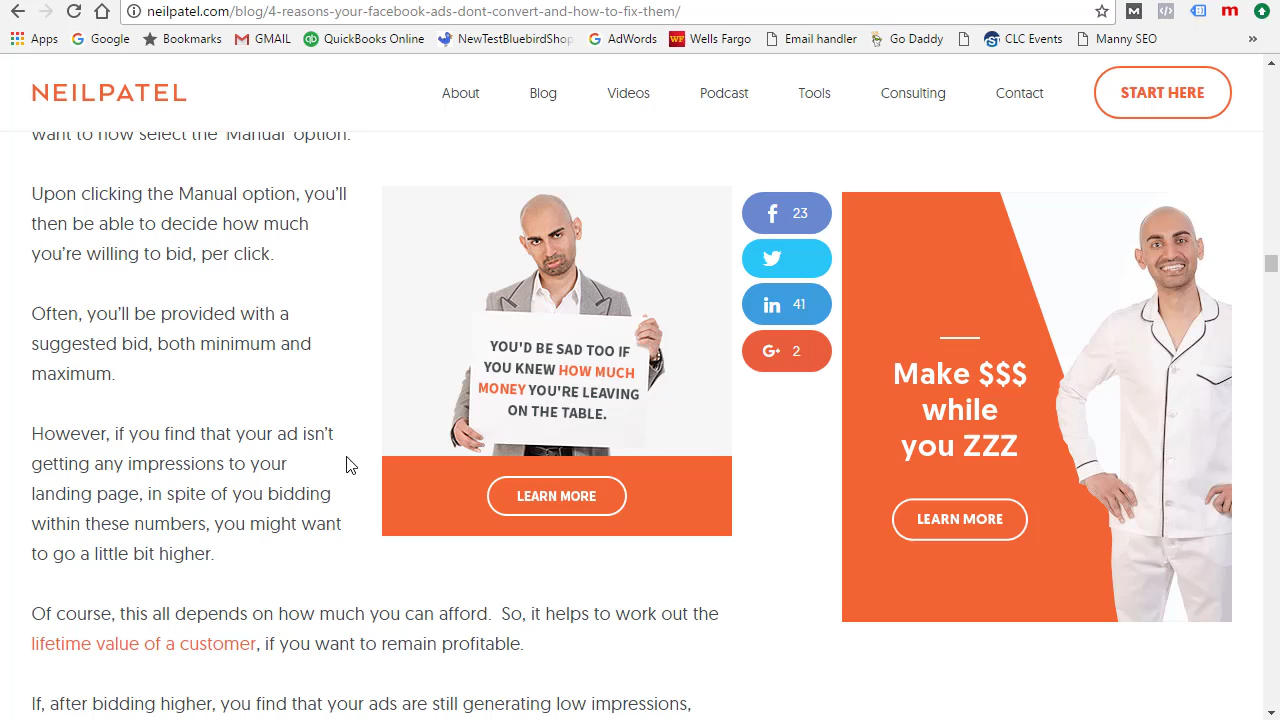 neilpatel.com/blog/4-reasons-your-facebook-ads-dont-convert-and-how-to-fix-them/
Apps Google Bookmarks GMAIL QuickBooks Online NewTestBluebirdShop AdWords Wells Fargo Email handler Go Daddy CLC Events Manny SEO »
NEILPATEL About Blog Videos Podcast Tools Consulting Contact START HERE
want to now select the 'Manual' option.
Upon clicking the Manual option, you'll
then be able to decide how much
you're willing to bid, per click.
Often, you'll be provided with a
suggested bid, both minimum and
maximum.
However, if you find that your ad isn't
getting any impressions to your
landing page, in spite of you bidding
within these numbers, you might want
to go a little bit higher.
YOU'D BE SAD TOO IF
YOU KNEW HOW MUCH
MONEY YOU'RE LEAVING
ON THE TABLE.
LEARN MORE
23
in 41
G+ 2
Make $$$
while
you ZZZ
LEARN MORE
Of course, this all depends on how much you can afford. So, it helps to work out the
lifetime value of a customer, if you want to remain profitable.
If, after bidding higher, you find that your ads are still generating low impressions,